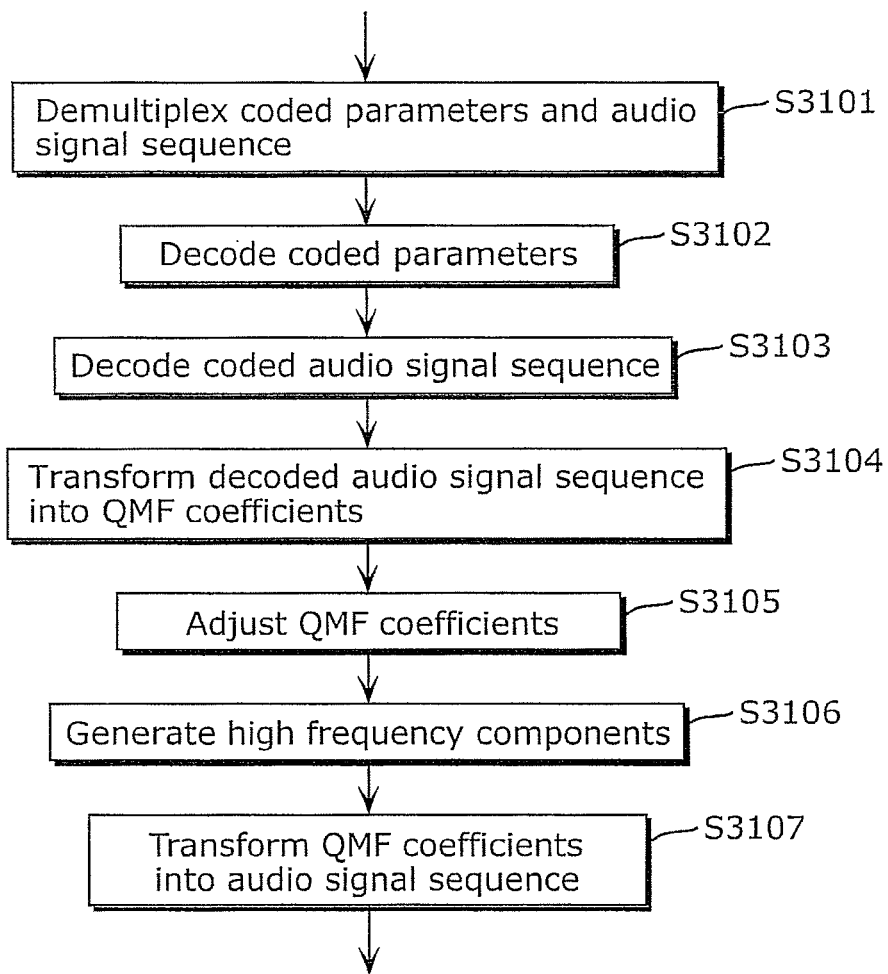 Demultiplex coded parameters and audio
signal sequence
S3101
Decode coded parameters
S3102
Decode coded audio signal sequence
S3103
Transform decoded audio signal sequence
into QMF coefficients
S3104
Adjust QMF coefficients
S3105
Generate high frequency components
S3106
Transform QMF coefficients
into audio signal sequence
S3107